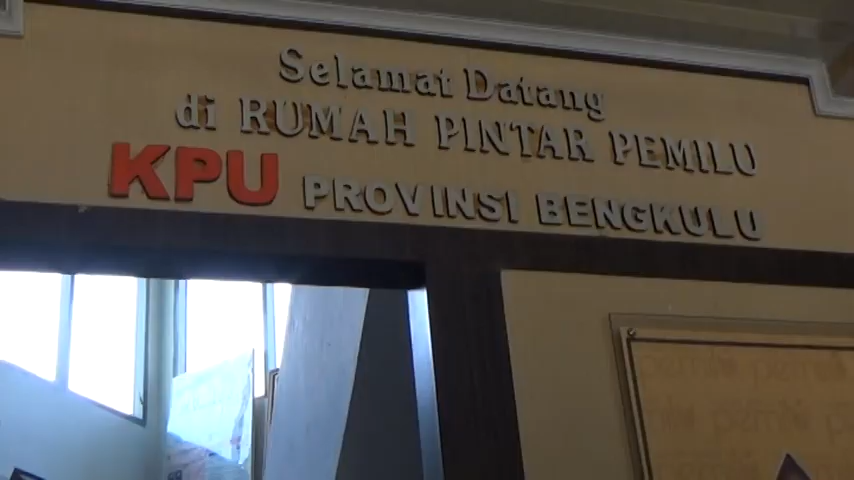 Selamat Datang
di RUMAH PINTAR PEMILU
KPU PROVINSI BENGKULU